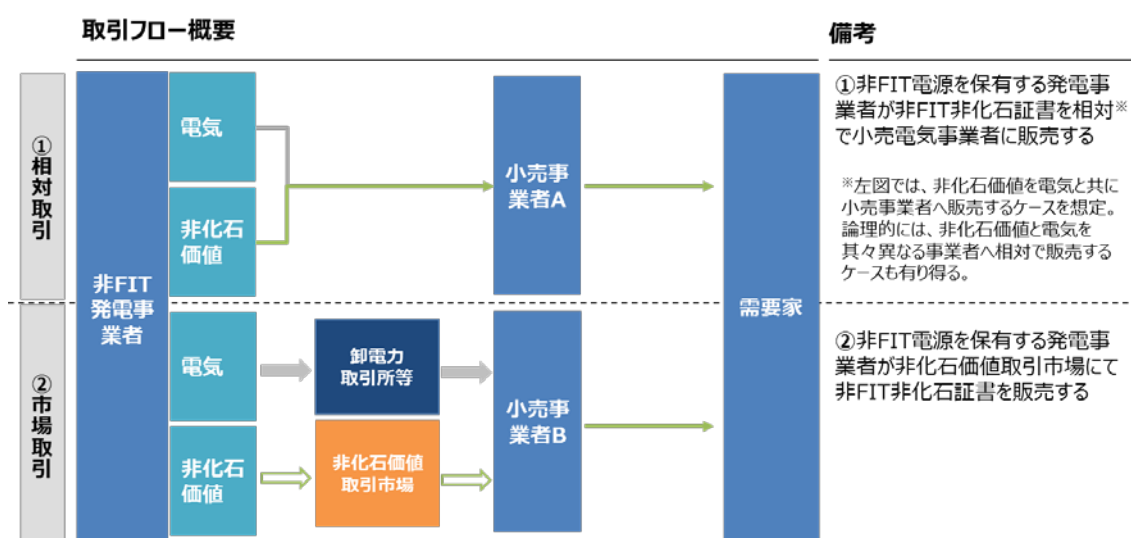 取引フロー概要
備考
①相対取引
非FIT
発電事
業者
電気
非化石
価値
小売事
業者A
需要家
①非FIT電源を保有する発電事
業者が非FIT非化石証書を相対※
で小売電気事業者に販売する
※左図では、非化石価値を電気と共に
小売事業者へ販売するケースを想定。
論理的には、非化石価値と電気を
其々異なる事業者へ相対で販売する
ケースも有り得る。
②市場取引
電気
卸電力
取引所等
非化石
価値
非化石価値
取引市場
小売事
業者B
②非FIT電源を保有する発電事
業者が非化石価値取引市場にて
非FIT非化石証書を販売する